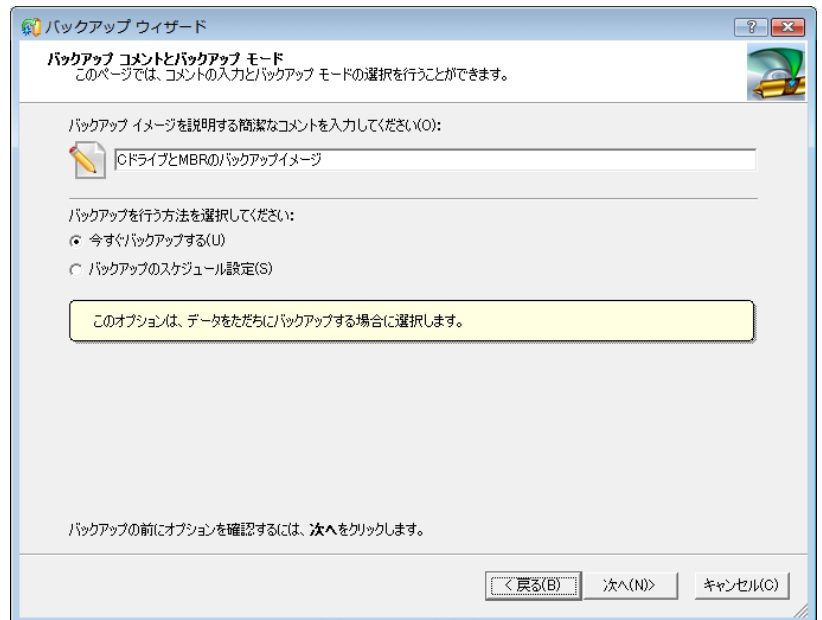 バックアップ ウィザード
バックアップ コメントとバックアップ モード
このページでは、コメントの入力とバックアップ モードの選択を行うことができます。
バックアップ イメージを説明する簡潔なコメントを入力してください(O):
CドライブとMBRのバックアップイメージ
バックアップを行う方法を選択してください:
今すぐバックアップする(U)
バックアップのスケジュール設定(S)
このオプションは、データをただちにバックアップする場合に選択します。
バックアップの前にオプションを確認するには、次へをクリックします。
< 戻る(B) 次へ(N)> キャンセル(C)